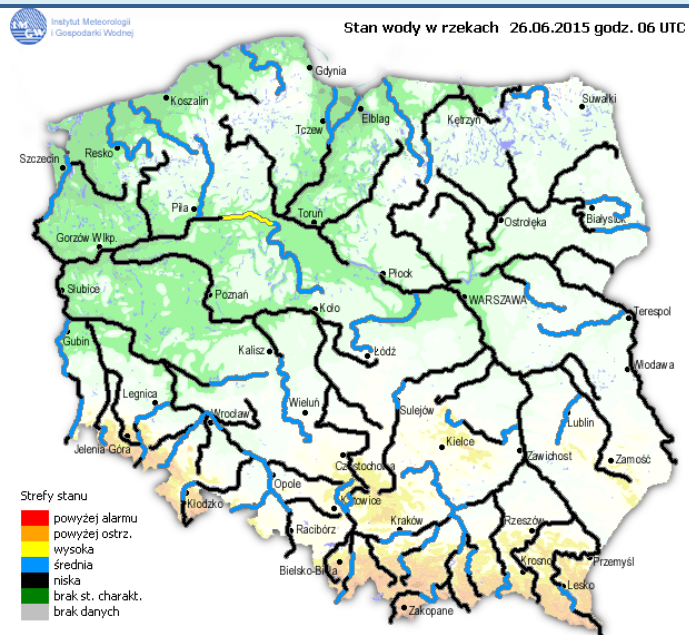 Instytut Meteorologii
i Gospodarki Wodnej
Stan wody w rzekach 26.06.2015 godz. 06 UTC
Gdynia
Koszalin
Suwałki
Elbląg
Kętrzyn
Tczew
Resko
Szczecin
Piła
Toruń
Ostrołęka
Białystok
Gorzów Wlkp.
Płock
Słubice
Poznań
WARSZAWA
Koło
Terespol
Gubin
Kalisz
Łódź
Włodawa
Legnica
Wieluń
Sulejów
Wrocław
Lublin
Jelenia Góra
Kielce
Częstochowa
Zawichost
Zamość
Opole
Strefy stanu
Kłodzko
Katowice
powyżej alarmu
Racibórz
Kraków
Rzeszów
powyżej ostrz.
wysoka
Przemyśl
średnia
Bielsko-Biała
Krosno
niska
Lesko
brak st. charakt.
Zakopane
brak danych